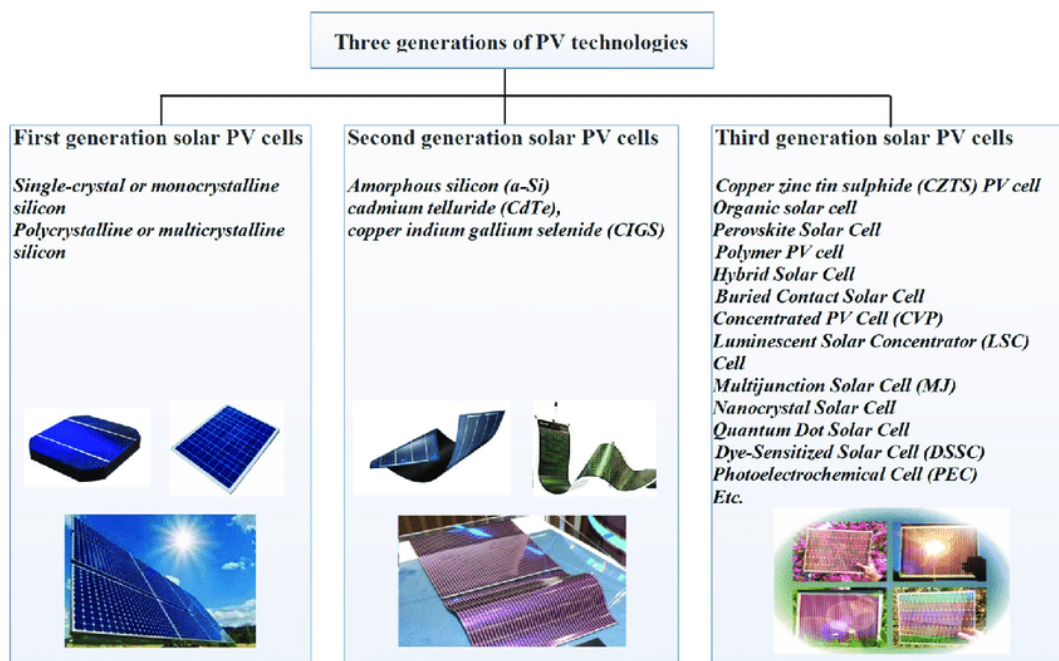 Three generations of PV technologies
First generation solar PV cells
Single-crystal or monocrystalline
silicon
Polycrystalline or multicrystalline
silicon
Second generation solar PV cells
Amorphous silicon (a-Si)
cadmium telluride (CdTe),
copper indium gallium selenide (CIGS)
Third generation solar PV cells
Copper zinc tin sulphide (CZTS) PV cell
Organic solar cell
Perovskite Solar Cell
Polymer PV cell
Hybrid Solar Cell
Buried Contact Solar Cell
Concentrated PV Cell (CVP)
Luminescent Solar Concentrator (LSC)
Cell
Multijunction Solar Cell (MJ)
Nanocrystal Solar Cell
Quantum Dot Solar Cell
Dye-Sensitized Solar Cell (DSSC)
Photoelectrochemical Cell (PEC)
Etc.